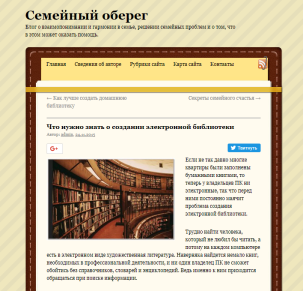 Семейный оберег
Блог о взаимопонимании и гармонии в семье, решении семейных проблем и о том, что
в этом может оказать помощь.
Главная Сведения об авторе Рубрики сайта Карта сайта Контакты
← Как лучше создать домашнюю
библиотеку
Секреты семейного счастья →
Что нужно знать о создании электронной библиотеки
Автор:
G+
Твитнуть
Если не так давно многие
квартиры были заполнены
бумажными книгами, то
теперь у владельцев ПК ни
электронные, так что перед
ними постоянно маячит
проблема создания
электронной библиотеки.
Трудно найти человека,
который не любил бы читать, а
потому на каждом компьютере
есть в электронном виде художественная литература. Наверняка найдется немало книг,
необходимых в профессиональной деятельности, и ни один владелец ПК не сможет
обойтись без справочников, словарей и энциклопедий. Ведь именно к ним приходится
обращаться при поиске информации.